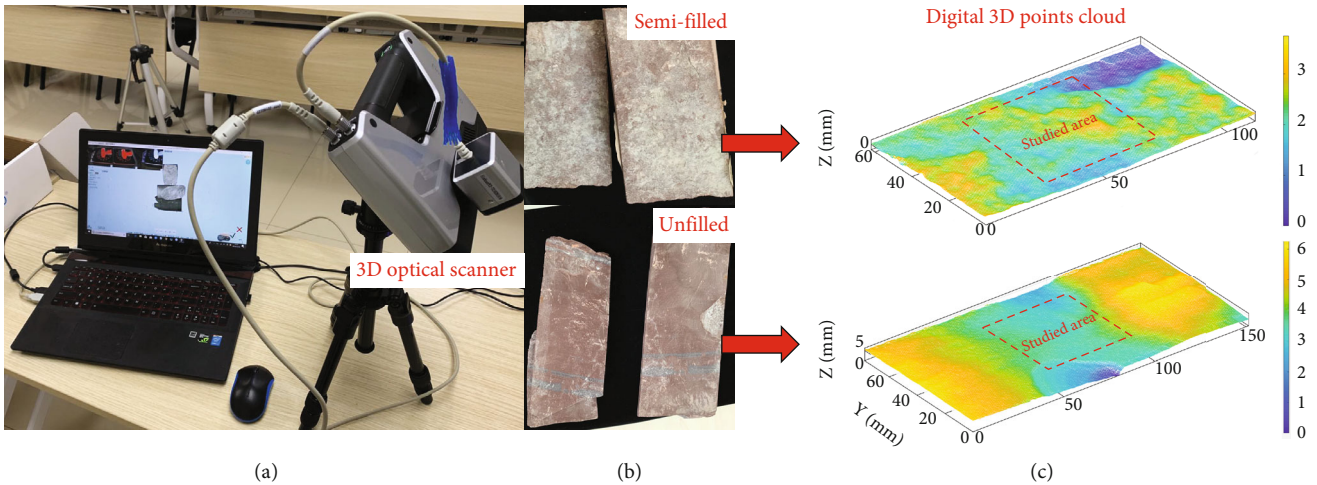 3D optical scanner
(a)
Semi-filled
Unfilled
(b)
Digital 3D points cloud
Z (mm)
0
60
40
20
0 0
50
100
Studied area
3
2
1
0
Z (mm)
5
0
60
40
20
Y (mm)
0 0
50
100
150
Studied area
6
5
4
3
2
1
0
(c)